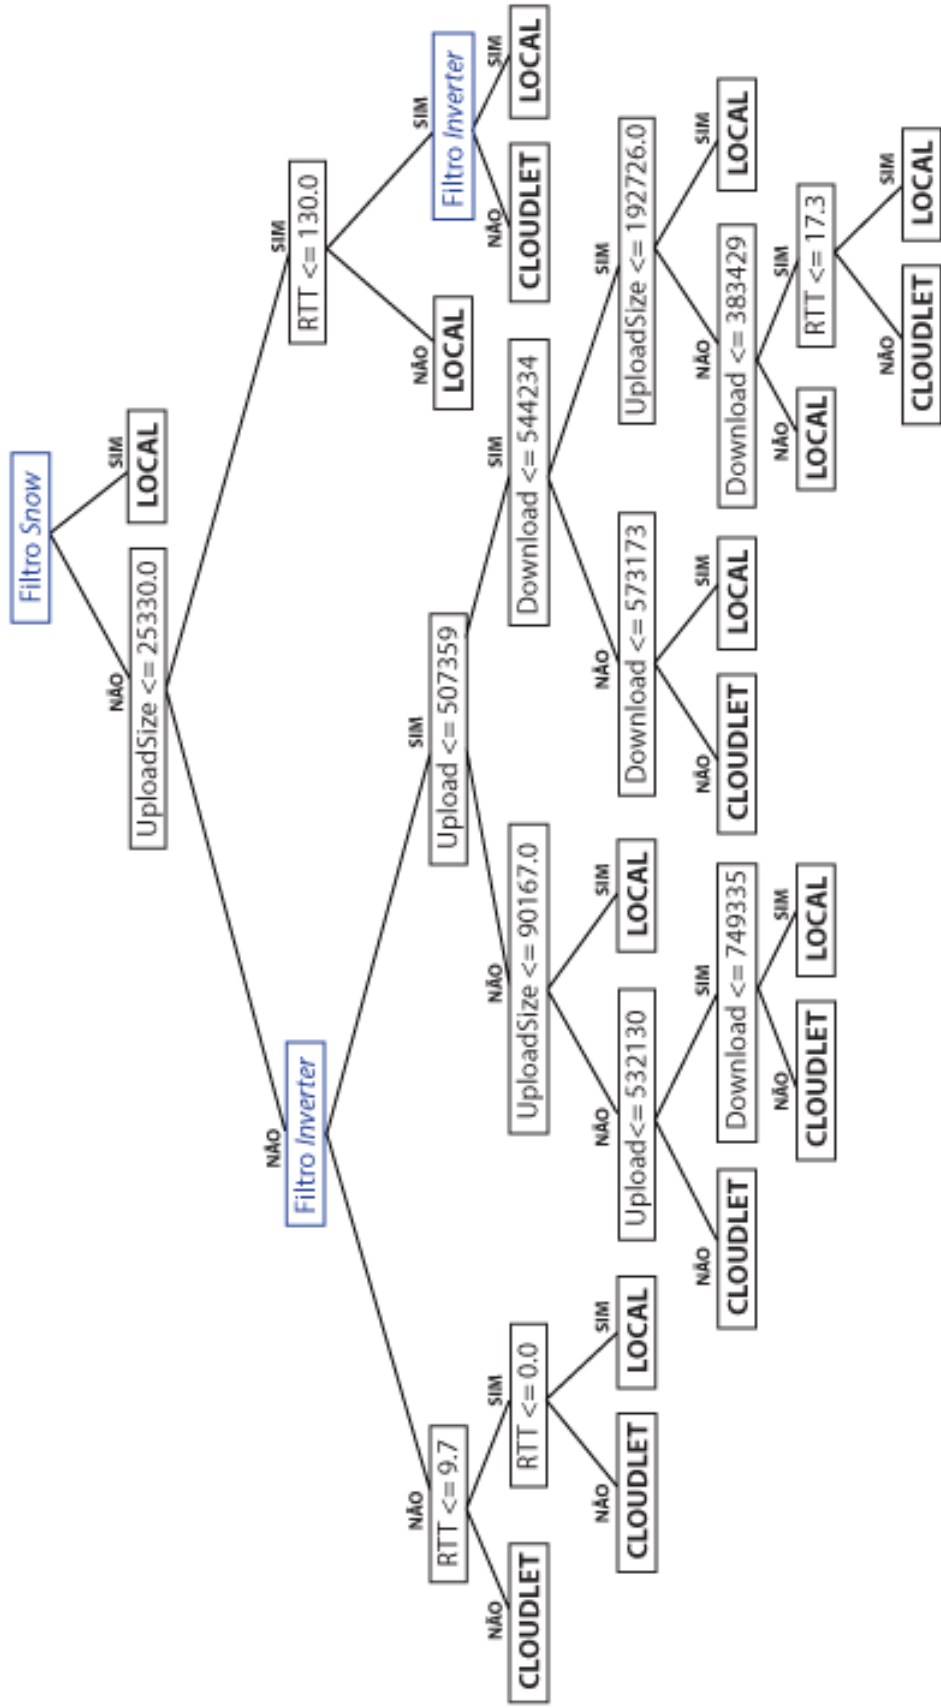 Filtro Snow
NÃO
SIM
UploadSize <= 25330.0
LOCAL
NÃO
SIM
Filtro Inverter
RTT <= 130.0
NÃO
SIM
NÃO
SIM
RTT <= 9.7
Upload <= 507359
LOCAL
Filtro Inverter
NÃO
SIM
NÃO
SIM
NÃO
SIM
CLOUDLET
RTT <= 0.0
UploadSize <= 90167.0
Download <= 544234
CLOUDLET
LOCAL
NÃO
SIM
NÃO
SIM
NÃO
SIM
CLOUDLET
LOCAL
Upload<= 532130
LOCAL
Download <= 573173
UploadSize <= 192726.0
NÃO
SIM
NÃO
SIM
NÃO
SIM
CLOUDLET
Download <= 749335
CLOUDLET
LOCAL
Download <= 383429
LOCAL
NÃO
SIM
NÃO
SIM
CLOUDLET
LOCAL
LOCAL
RTT <= 17.3
NÃO
SIM
CLOUDLET
LOCAL